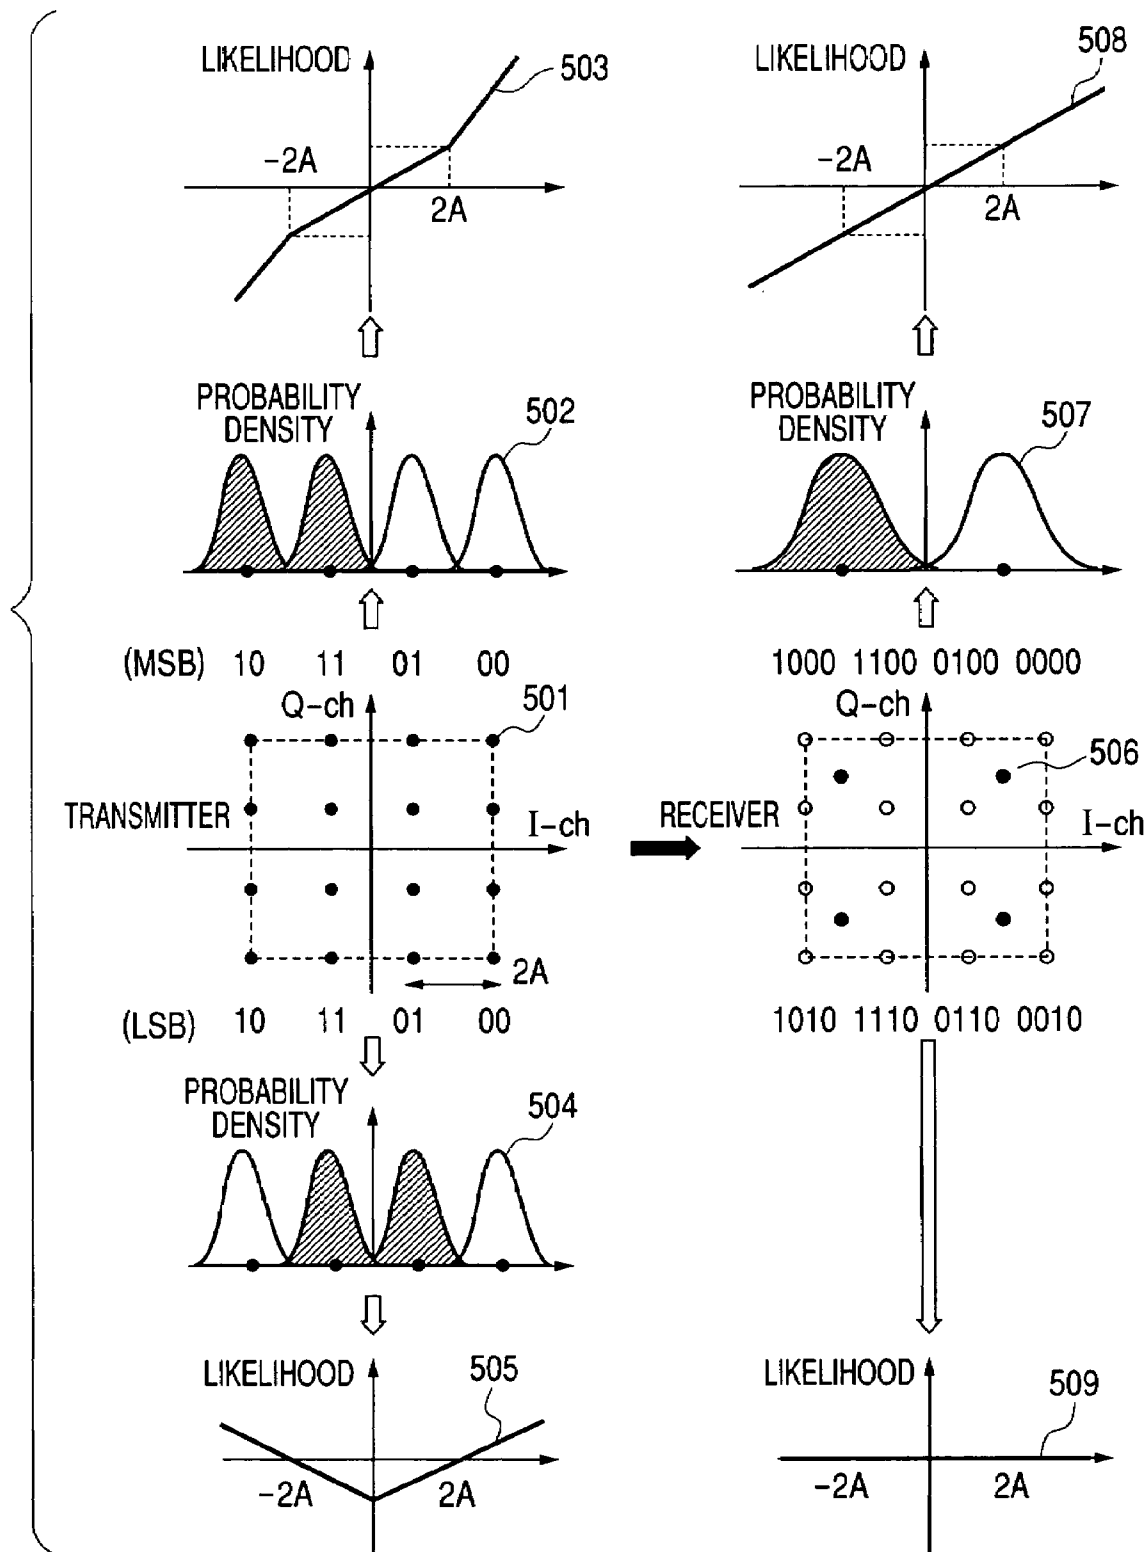 LIKELIHOOD
503
-2A
2A
LIKELIHOOD
508
-2A
2A
PROBABILITY
DENSITY
502
PROBABILITY
DENSITY
507
(MSB) 10 11 01 00
Q-ch
501
TRANSMITTER
I-ch
2A
(LSB) 10 11 01 00
1000 1100 0100 0000
Q-ch
506
RECEIVER
I-ch
1010 1110 0110 0010
PROBABILITY
DENSITY
504
LIKELIHOOD
505
-2A
2A
LIKELIHOOD
509
-2A
2A